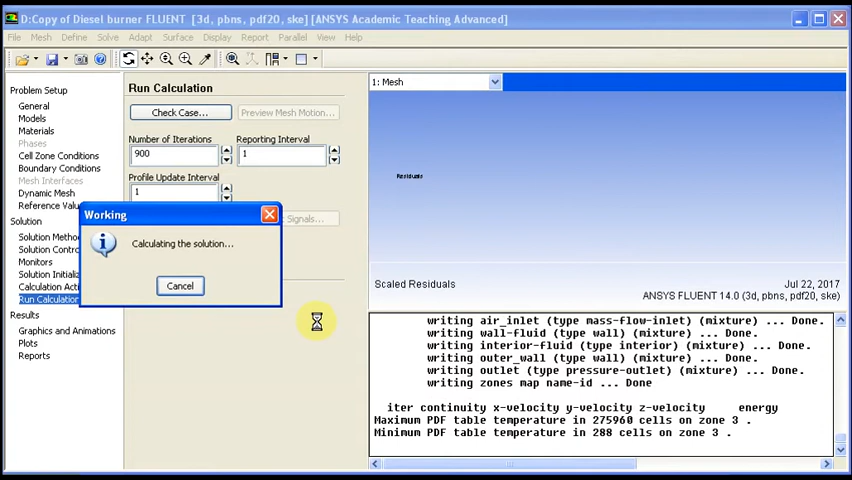 D:Copy of Diesel burner FLUENT [3d, pbns, pdf20, ske] [ANSYS Academic Teaching Advanced]
File Mesh Define Solve Adapt Surface Display Report Parallel View Help
Problem Setup
General
Models
Materials
Phases
Cell Zone Conditions
Boundary Conditions
Mesh Interfaces
Dynamic Mesh
Reference Valu
Solution
Solution Metho
Solution Contro
Monitors
Solution Initializ
Calculation Acti
Run Calculation
Results
Graphics and Animations
Plots
Reports
Run Calculation
Check Case...
Preview Mesh Motion...
Number of Iterations
900
Reporting Interval
1
Profile Update Interval
1
Signals...
Working
Calculating the solution...
Cancel
1: Mesh
Residuals
Scaled Residuals
Jul 22, 2017
ANSYS FLUENT 14.0 (3d, pbns, pdf20, ske)
writing air_inlet (type mass-flow-inlet) (mixture) ... Done.
writing wall-fluid (type wall) (mixture) ... Done.
writing interior-fluid (type interior) (mixture) ... Done.
writing outer_wall (type wall) (mixture) ... Done.
writing outlet (type pressure-outlet) (mixture) ... Done.
writing zones map name-id ... Done
iter continuity x-velocity y-velocity z-velocity energy
Maximum PDF table temperature in 275960 cells on zone 3 .
Minimum PDF table temperature in 288 cells on zone 3 .